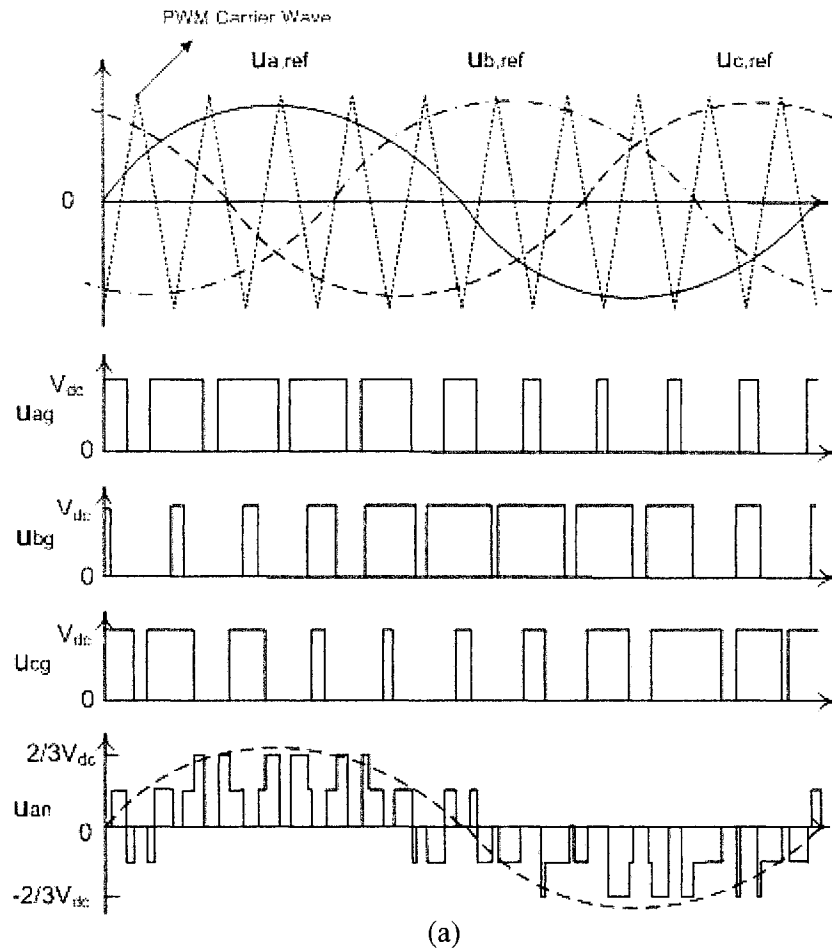 PWM Carrier Wave
ua,ref ub,ref uc,ref
0
Vdc
uag
0
Vdc
ubg
0
Vdc
ucg
0
2/3Vdc
uan
0
-2/3Vdc
(a)